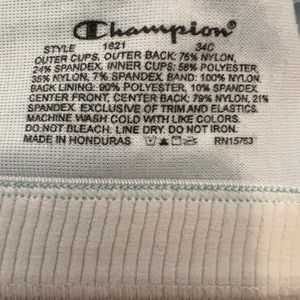 Champion
STYLE 1621 34C
OUTER CUPS, OUTER BACK: 76% NYLON,
24% SPANDEX, INNER CUPS: 58% POLYESTER,
35% NYLON, 7% SPANDEX. BAND: 100% NYLON.
BACK LINING: 90% POLYESTER, 10% SPANDEX.
CENTER FRONT, CENTER BACK: 79% NYLON, 21%
SPANDEX. EXCLUSIVE OF TRIM AND ELASTICS.
MACHINE WASH COLD WITH LIKE COLORS.
DO NOT BLEACH. LINE DRY. DO NOT IRON.
MADE IN HONDURAS RN15763